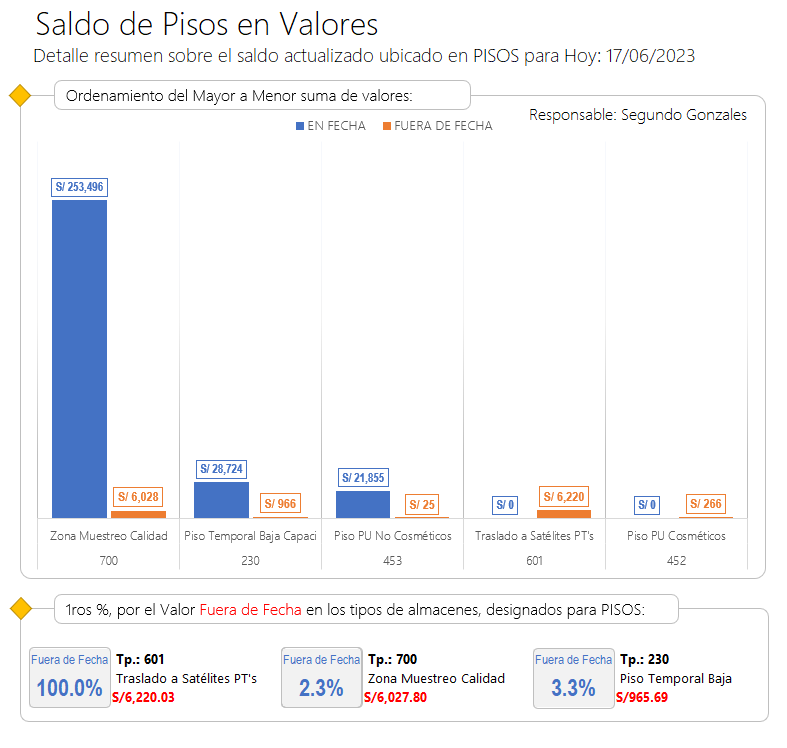 Saldo de Pisos en Valores
Detalle resumen sobre el saldo actualizado ubicado en PISOS para Hoy: 17/06/2023
Ordenamiento del Mayor a Menor suma de valores:
Responsable: Segundo Gonzales
EN FECHA FUERA DE FECHA
S/ 253,496
S/ 6,028
S/ 28,724
S/ 966
S/ 21,855
S/ 25
S/ 0
S/ 6,220
S/ 0
S/ 266
Zona Muestreo Calidad Piso Temporal Baja Capaci Piso PU No Cosméticos Traslado a Satélites PT's Piso PU Cosméticos
700 230 453 601 452
1ros %, por el Valor Fuera de Fecha en los tipos de almacenes, designados para PISOS:
Fuera de Fecha
100.0%
Tp.: 601
Traslado a Satélites PT's
S/6,220.03
Fuera de Fecha
2.3%
Tp.: 700
Zona Muestreo Calidad
S/6,027.80
Fuera de Fecha
3.3%
Tp.: 230
Piso Temporal Baja
S/965.69